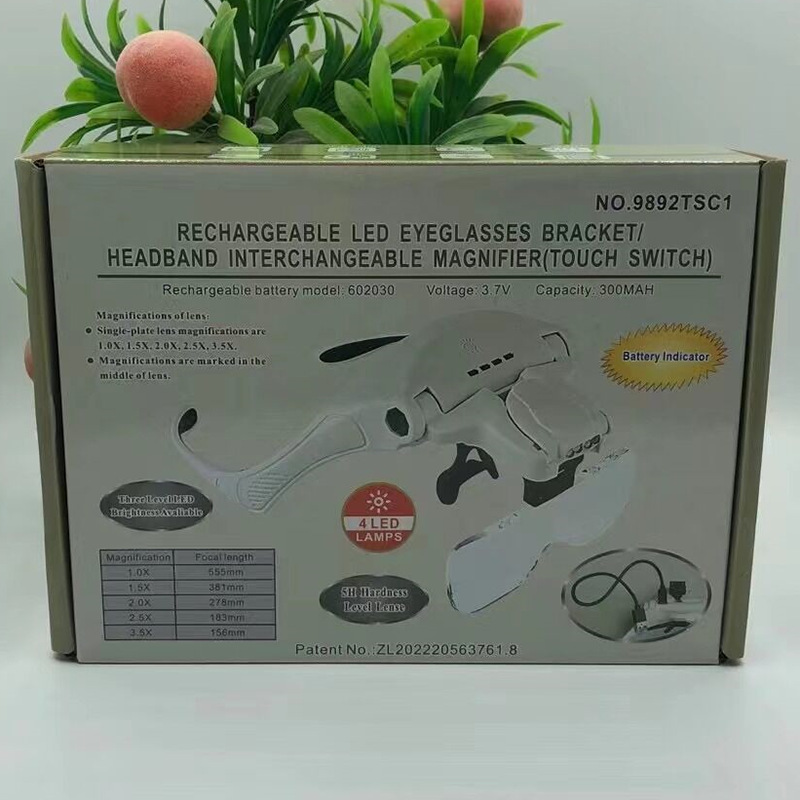 NO.9892TSC1
RECHARGEABLE LED EYEGLASSES BRACKET/
HEADBAND INTERCHANGEABLE MAGNIFIER(TOUCH SWITCH)
Rechargeable battery model: 602030 Voltage: 3.7V Capacity: 300MAH
Magnifications of lens:
● Single-plate lens magnifications are
1.0X, 1.5X, 2.0X, 2.5X, 3.5X.
● Magnifications are marked in the
middle of lens.
Battery Indicator
Three Level LED
Brightness Avaliable
4 LED
LAMPS
5H Hardness
Level Lense
Magnification Focal length
1.0X 555mm
1.5X 381mm
2.0X 278mm
2.5X 183mm
3.5X 156mm
Patent No.:ZL202220563761.8